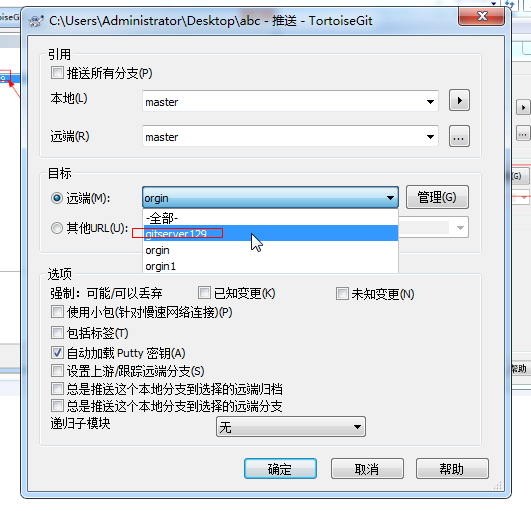 C:\Users\Administrator\Desktop\abc - 推送 - TortoiseGit
引用
推送所有分支(P)
本地(L)
master
远端(R)
master
...
目标
远端(M):
orgin
管理(G)
其他URL(U):
-全部-
gitserver129
orgin
orgin1
选项
强制：可能/可以丢弃
已知变更(K)
未知变更(N)
使用小包(针对慢速网络连接)(P)
包括标签(T)
自动加载 Putty 密钥(A)
设置上游/跟踪远端分支(S)
总是推送这个本地分支到选择的远端归档
总是推送这个本地分支到选择的远端分支
递归子模块
无
确定
取消
帮助
帮助